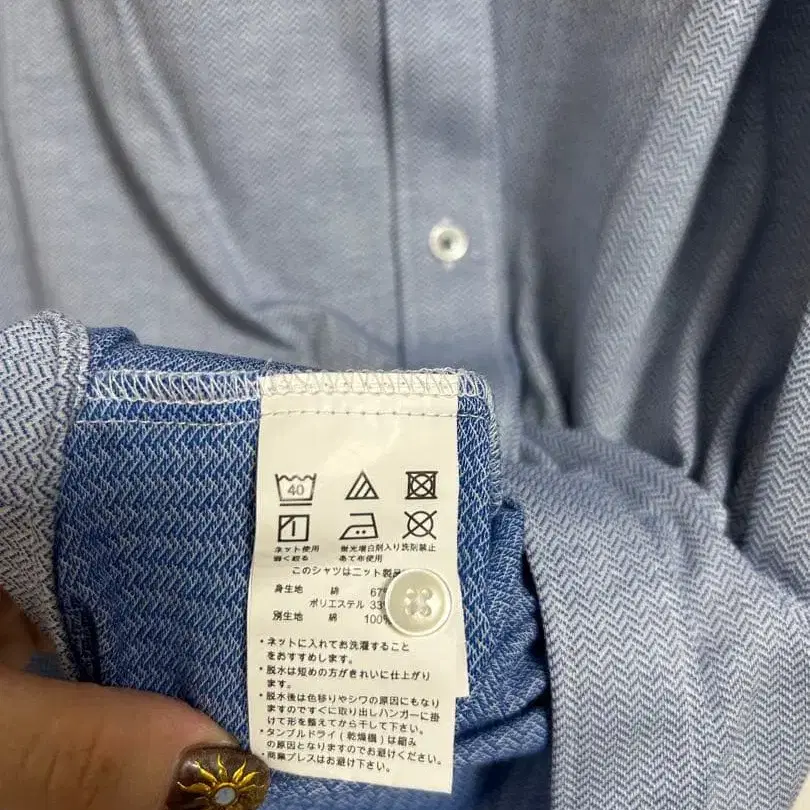 40
ネット使用 蛍光増白剤入り洗剤禁止
弱く絞る あて布使用
このシャツはニット製品
身生地 綿 67%
ポリエステル 33%
別生地 綿 100%
・ネットに入れてお洗濯すること
をおすすめします。
・脱水は短めの方がきれいに仕上がり
ます。
・脱水後は色移りやシワの原因にもなり
ますのですぐに取り出しハンガーに掛
けて形を整えてから干して下さい。
・タンブルドライ(乾燥機)は縮み
の原因となりますのでお避けください。
・商業プレスはお避け下さい。